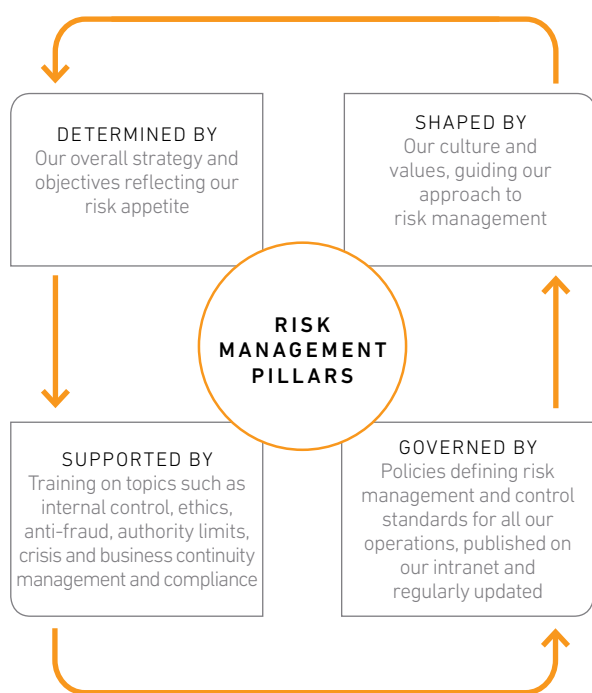 DETERMINED BY
Our overall strategy and
objectives reflecting our
risk appetite
SHAPED BY
Our culture and
values, guiding our
approach to
risk management
RISK
MANAGEMENT
PILLARS
SUPPORTED BY
Training on topics such as
internal control, ethics,
anti-fraud, authority limits,
crisis and business continuity
management and compliance
GOVERNED BY
Policies defining risk
management and control
standards for all our
operations, published on
our intranet and
regularly updated